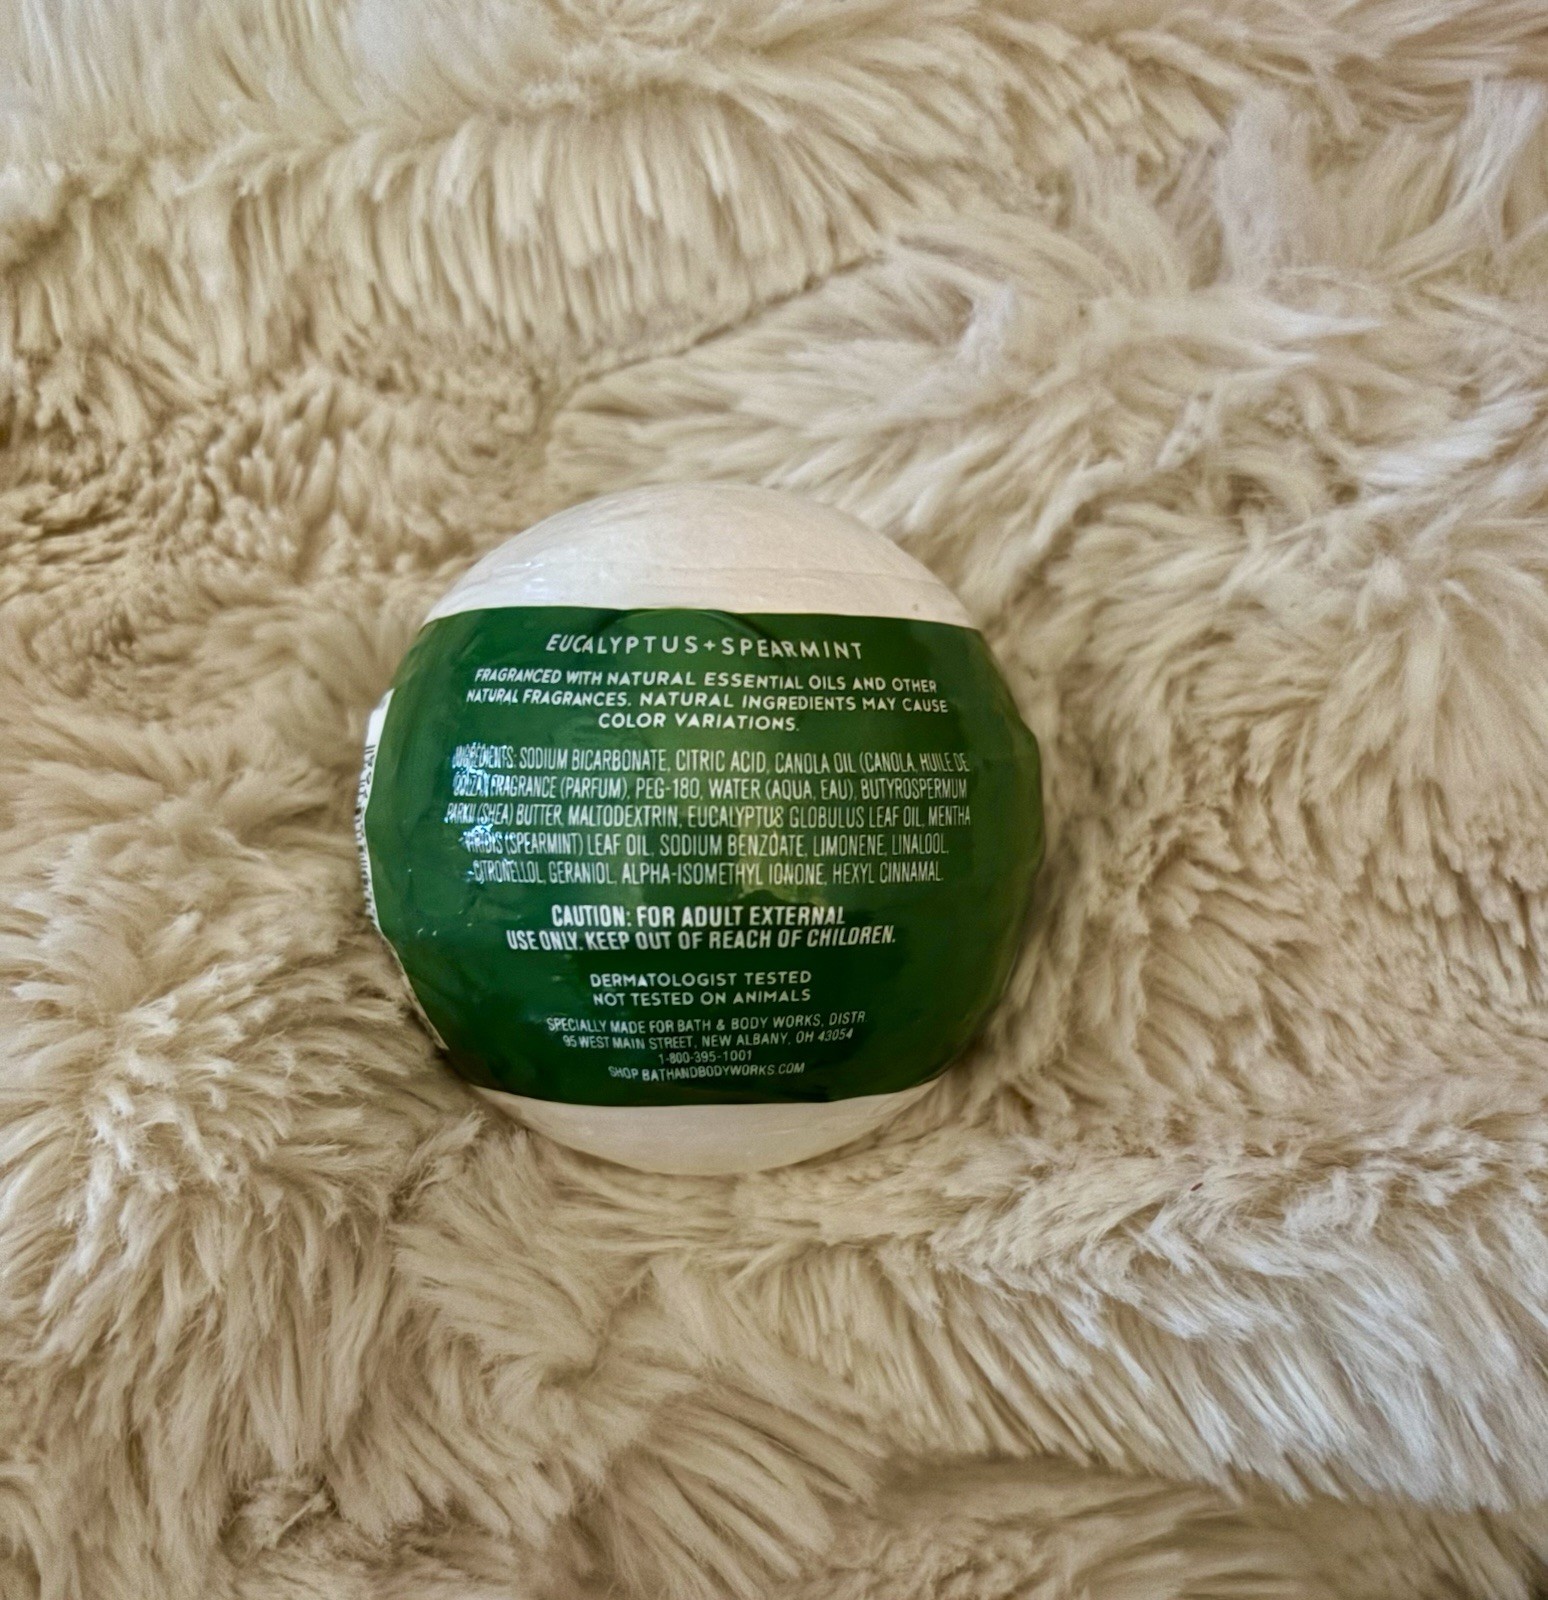 EUCALYPTUS+SPEARMINT
FRAGRANCED WITH NATURAL ESSENTIAL OILS AND OTHER
NATURAL FRAGRANCES. NATURAL INGREDIENTS MAY CAUSE
COLOR VARIATIONS.
INGREDIENTS: SODIUM BICARBONATE, CITRIC ACID, CANOLA OIL (CANOLA, HUILE DE
COLZA), FRAGRANCE (PARFUM), PEG-180, WATER (AQUA, EAU), BUTYROSPERMUM
PARKII (SHEA) BUTTER, MALTODEXTRIN, EUCALYPTUS GLOBULUS LEAF OIL, MENTHA
VIRIDIS (SPEARMINT) LEAF OIL, SODIUM BENZOATE, LIMONENE, LINALOOL,
CITRONELLOL, GERANIOL, ALPHA-ISOMETHYL IONONE, HEXYL CINNAMAL.
CAUTION: FOR ADULT EXTERNAL
USE ONLY. KEEP OUT OF REACH OF CHILDREN.
DERMATOLOGIST TESTED
NOT TESTED ON ANIMALS
SPECIALLY MADE FOR BATH & BODY WORKS, DISTR.
95 WEST MAIN STREET, NEW ALBANY, OH 43054
1-800-395-1001
SHOP BATHANDBODYWORKS.COM